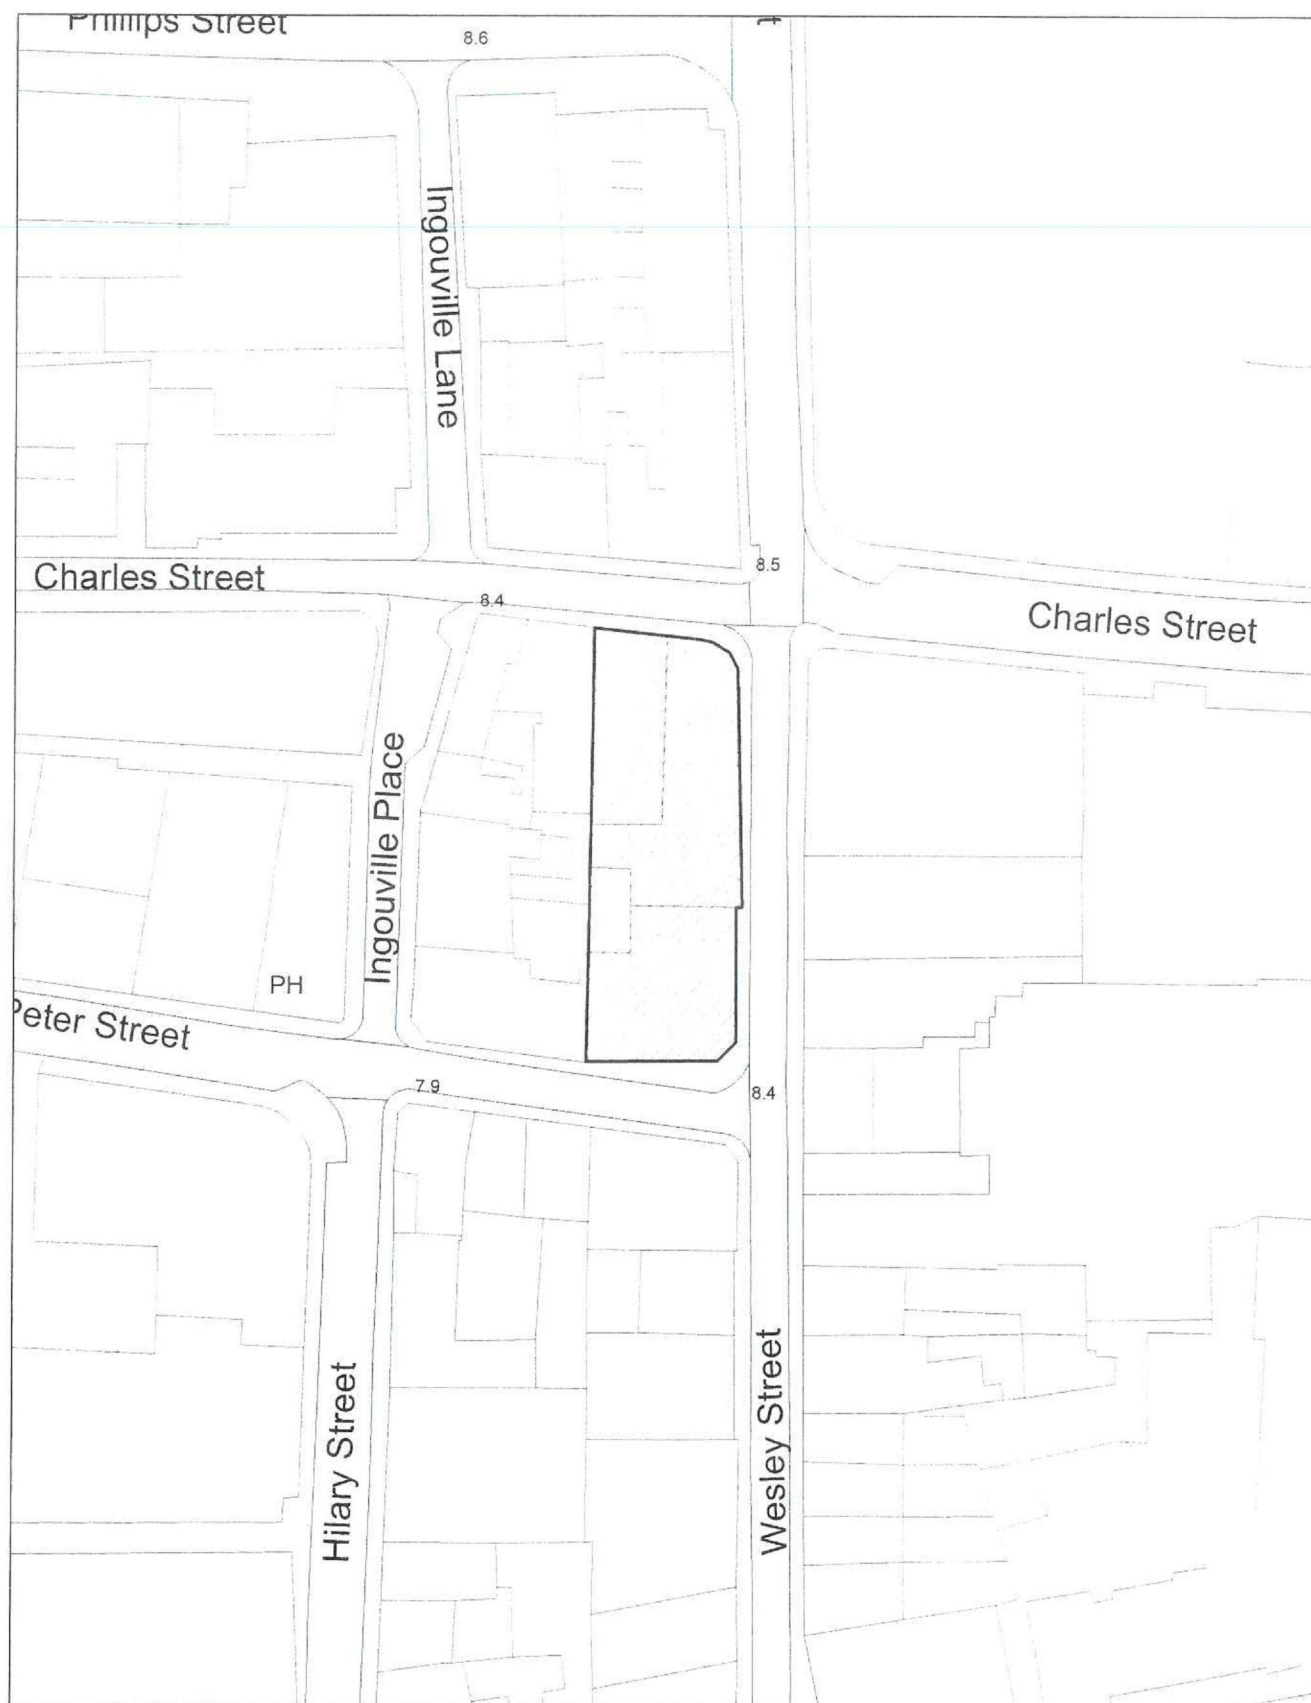 Phillips Street
8.6
t
Ingouville Lane
Charles Street
8.5
8.4
Charles Street
Ingouville Place
PH
Peter Street
7.9
8.4
Wesley Street
Hilary Street